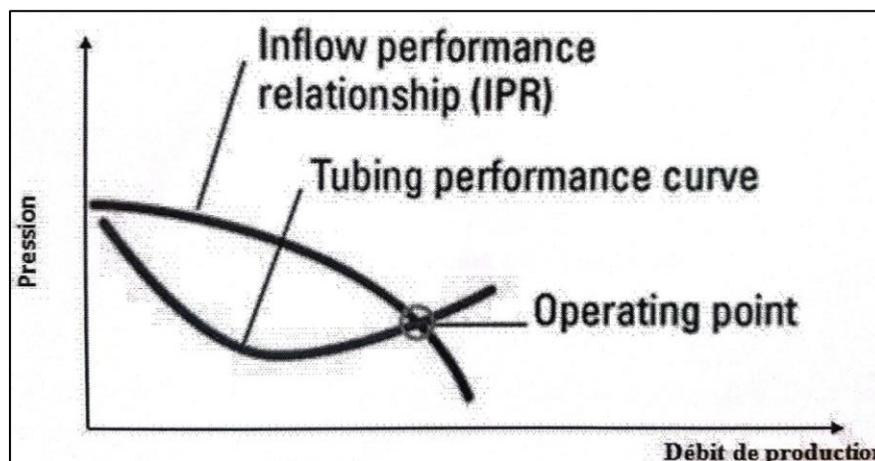 Inflow performance
relationship (IPR)
Tubing performance curve
Pression
Operating point
Débit de production